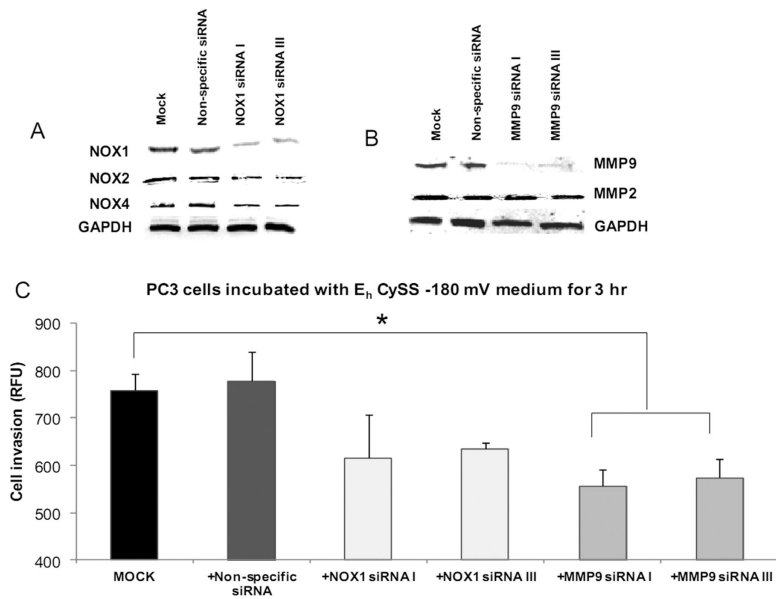 A
Mock
Non-specific siRNA
NOX1 siRNA I
NOX1 siRNA III
NOX1
NOX2
NOX4
GAPDH
B
Mock
Non-specific siRNA
MMP9 siRNA I
MMP9 siRNA III
MMP9
MMP2
GAPDH
C
PC3 cells incubated with Eh CySS -180 mV medium for 3 hr
Cell invasion (RFU)
900
800
700
600
500
400
*
MOCK
+Non-specific
siRNA
+NOX1 siRNA I
+NOX1 siRNA III
+MMP9 siRNA I
+MMP9 siRNA III